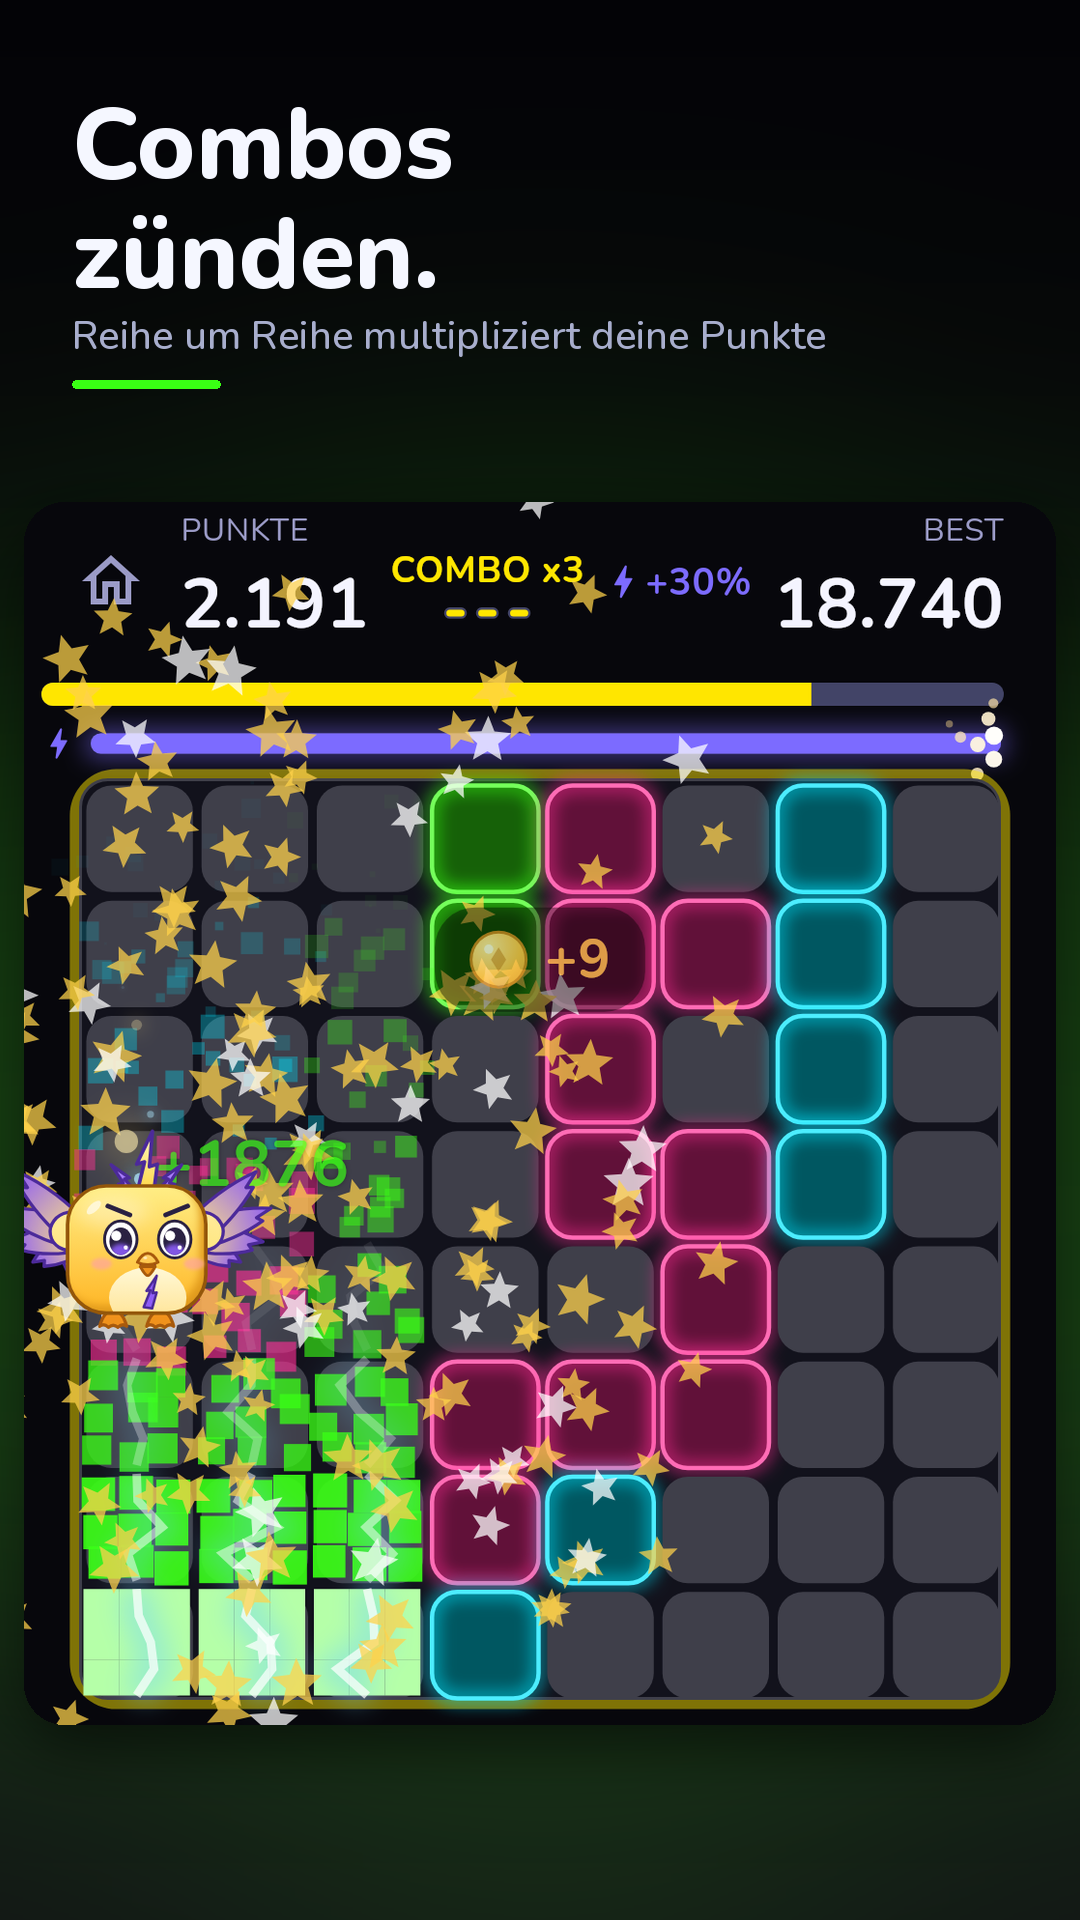 Combos
zünden.
Reihe um Reihe multipliziert deine Punkte
PUNKTE
BEST
2.191
COMBO x3
+30%
18.740
+9
+1876